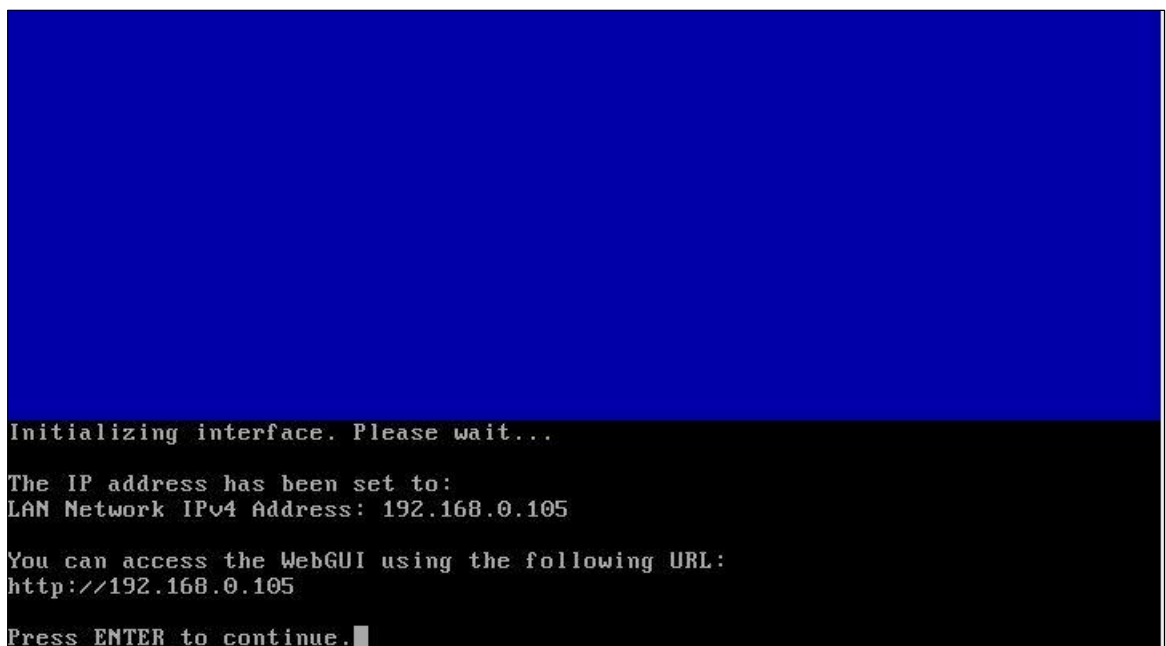 Initializing interface. Please wait...
The IP address has been set to:
LAN Network IPv4 Address: 192.168.0.105
You can access the WebGUI using the following URL:
http://192.168.0.105
Press ENTER to continue.